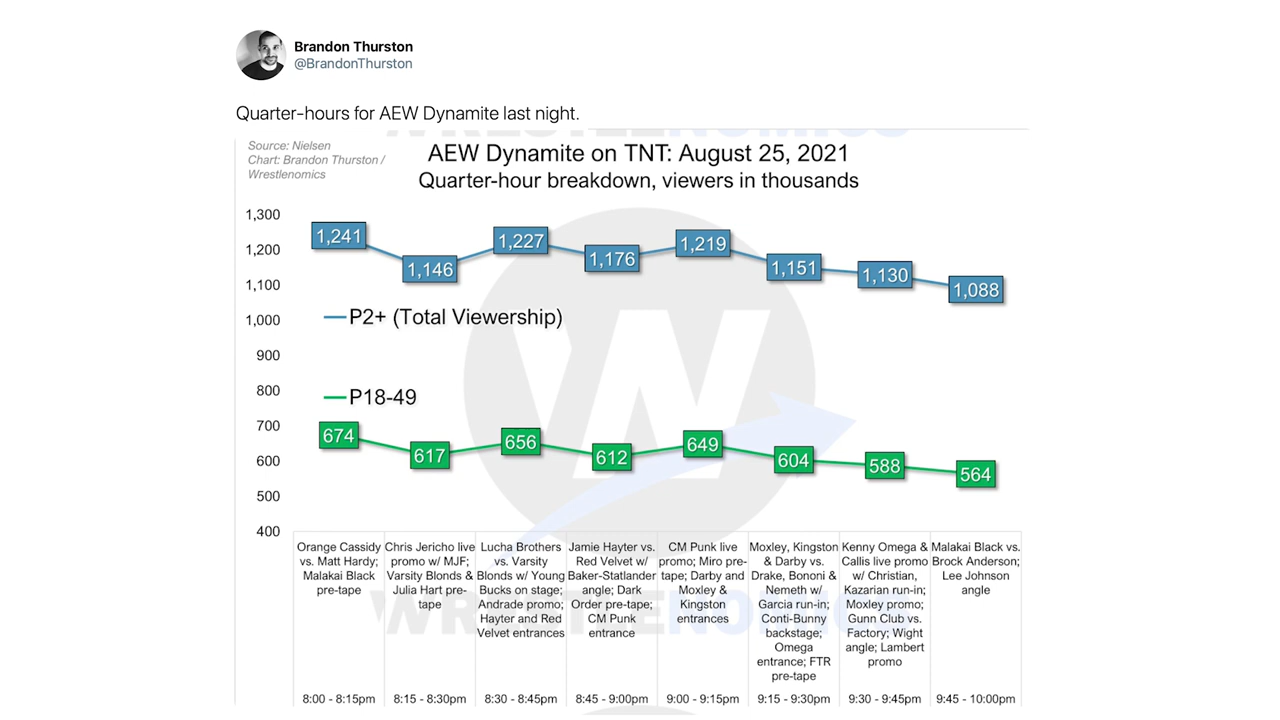 Brandon Thurston
@BrandonThurston
Quarter-hours for AEW Dynamite last night.
WRESTLENOMICS
Source: Nielsen
Chart: Brandon Thurston /
Wrestlenomics
AEW Dynamite on TNT: August 25, 2021
Quarter-hour breakdown, viewers in thousands
1,300
1,200
1,100
1,000
900
800
700
600
500
400
1,241
1,146
1,227
1,176
1,219
1,151
1,130
1,088
P2+ (Total Viewership)
P18-49
674
617
656
612
649
604
588
564
W
WRESTLENOMICS
Orange Cassidy
vs. Matt Hardy;
Malakai Black
pre-tape
8:00 - 8:15pm
Chris Jericho live
promo w/ MJF;
Varsity Blonds &
Julia Hart pre-
tape
8:15 - 8:30pm
Lucha Brothers
vs. Varsity
Blonds w/ Young
Bucks on stage;
Andrade promo;
Hayter and Red
Velvet entrances
8:30 - 8:45pm
Jamie Hayter vs.
Red Velvet w/
Baker-Statlander
angle; Dark
Order pre-tape;
CM Punk
entrance
8:45 - 9:00pm
CM Punk live
promo; Miro pre-
tape; Darby and
Moxley &
Kingston
entrances
9:00 - 9:15pm
Moxley, Kingston
& Darby vs.
Drake, Bononi &
Nemeth w/
Garcia run-in;
Conti-Bunny
backstage;
Omega
entrance; FTR
pre-tape
9:15 - 9:30pm
Kenny Omega &
Callis live promo
w/ Christian,
Kazarian run-in;
Moxley promo;
Gunn Club vs.
Factory; Wight
angle; Lambert
promo
9:30 - 9:45pm
Malakai Black vs.
Brock Anderson;
Lee Johnson
angle
9:45 - 10:00pm